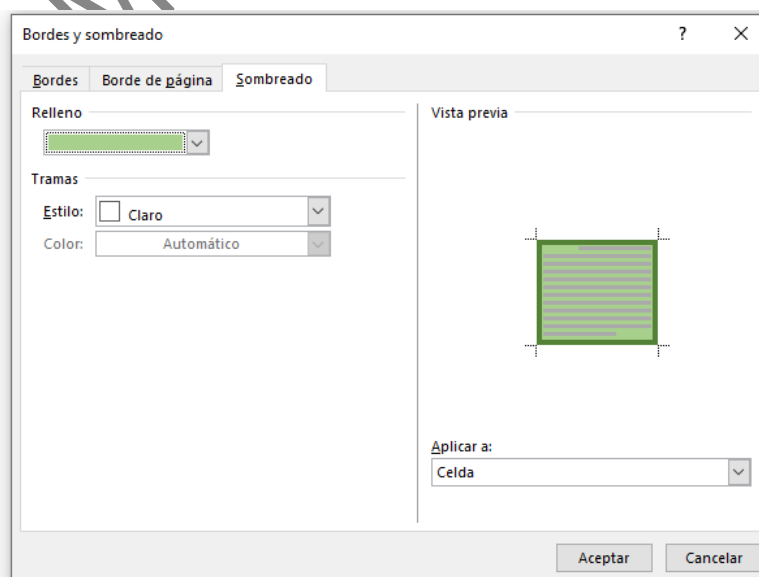 Bordes y sombreado ?
Bordes Borde de página Sombreado
Relleno
Vista previa
Tramas
Estilo: Claro
Color: Automático
Aplicar a:
Celda
Aceptar Cancelar